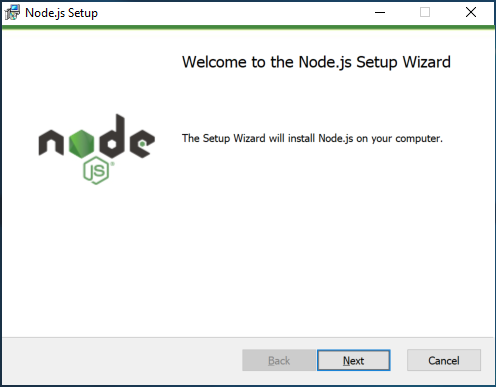 Node.js Setup
Welcome to the Node.js Setup Wizard
The Setup Wizard will install Node.js on your computer.
node
JS
Back
Next
Cancel